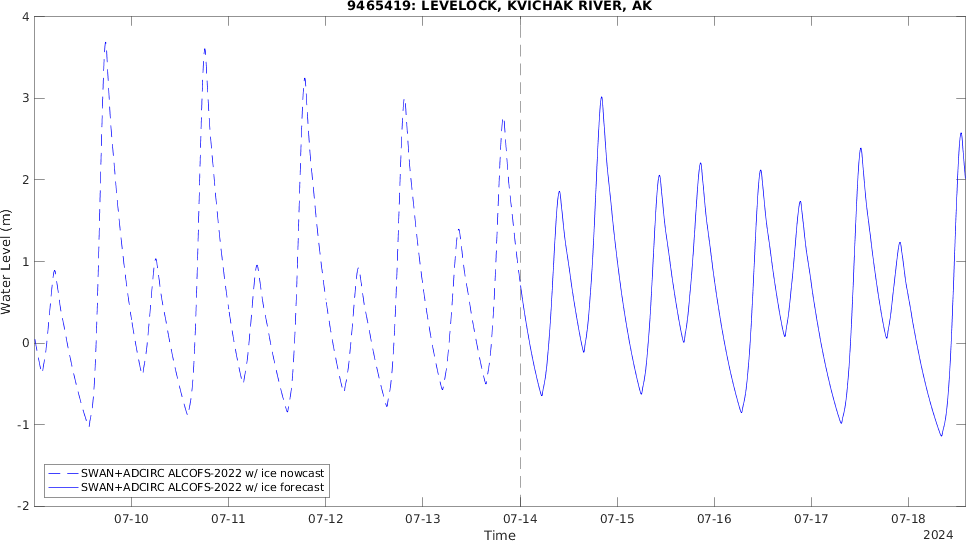 9465419: LEVELOCK, KVICHAK RIVER, AK
4
3
2
1
0
-1
-2
Water Level (m)
SWAN+ADCIRC ALCOFS-2022 w/ ice nowcast
SWAN+ADCIRC ALCOFS-2022 w/ ice forecast
07-10 07-11 07-12 07-13 07-14 07-15 07-16 07-17 07-18
Time
2024